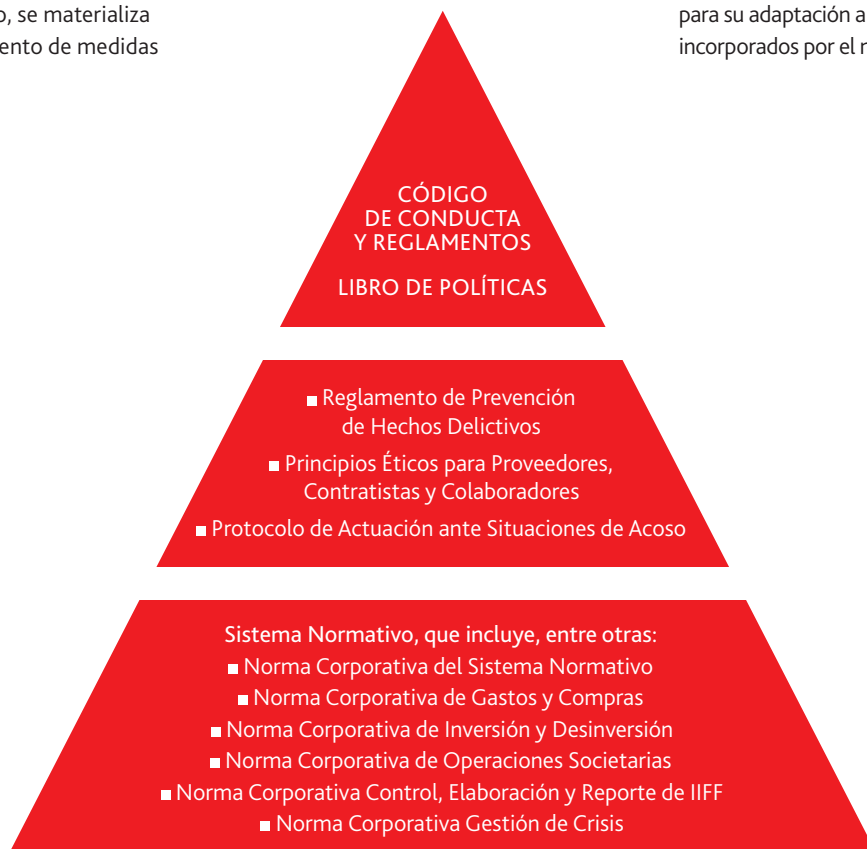 o, se materializa
ento de medidas
para su adaptación a
incorporados por el
CÓDIGO
DE CONDUCTA
Y REGLAMENTOS
LIBRO DE POLÍTICAS
■ Reglamento de Prevención
de Hechos Delictivos
■ Principios Éticos para Proveedores,
Contratistas y Colaboradores
■ Protocolo de Actuación ante Situaciones de Acoso
Sistema Normativo, que incluye, entre otras:
■ Norma Corporativa del Sistema Normativo
■ Norma Corporativa de Gastos y Compras
■ Norma Corporativa de Inversión y Desinversión
■ Norma Corporativa de Operaciones Societarias
■ Norma Corporativa Control, Elaboración y Reporte de IIFF
■ Norma Corporativa Gestión de Crisis